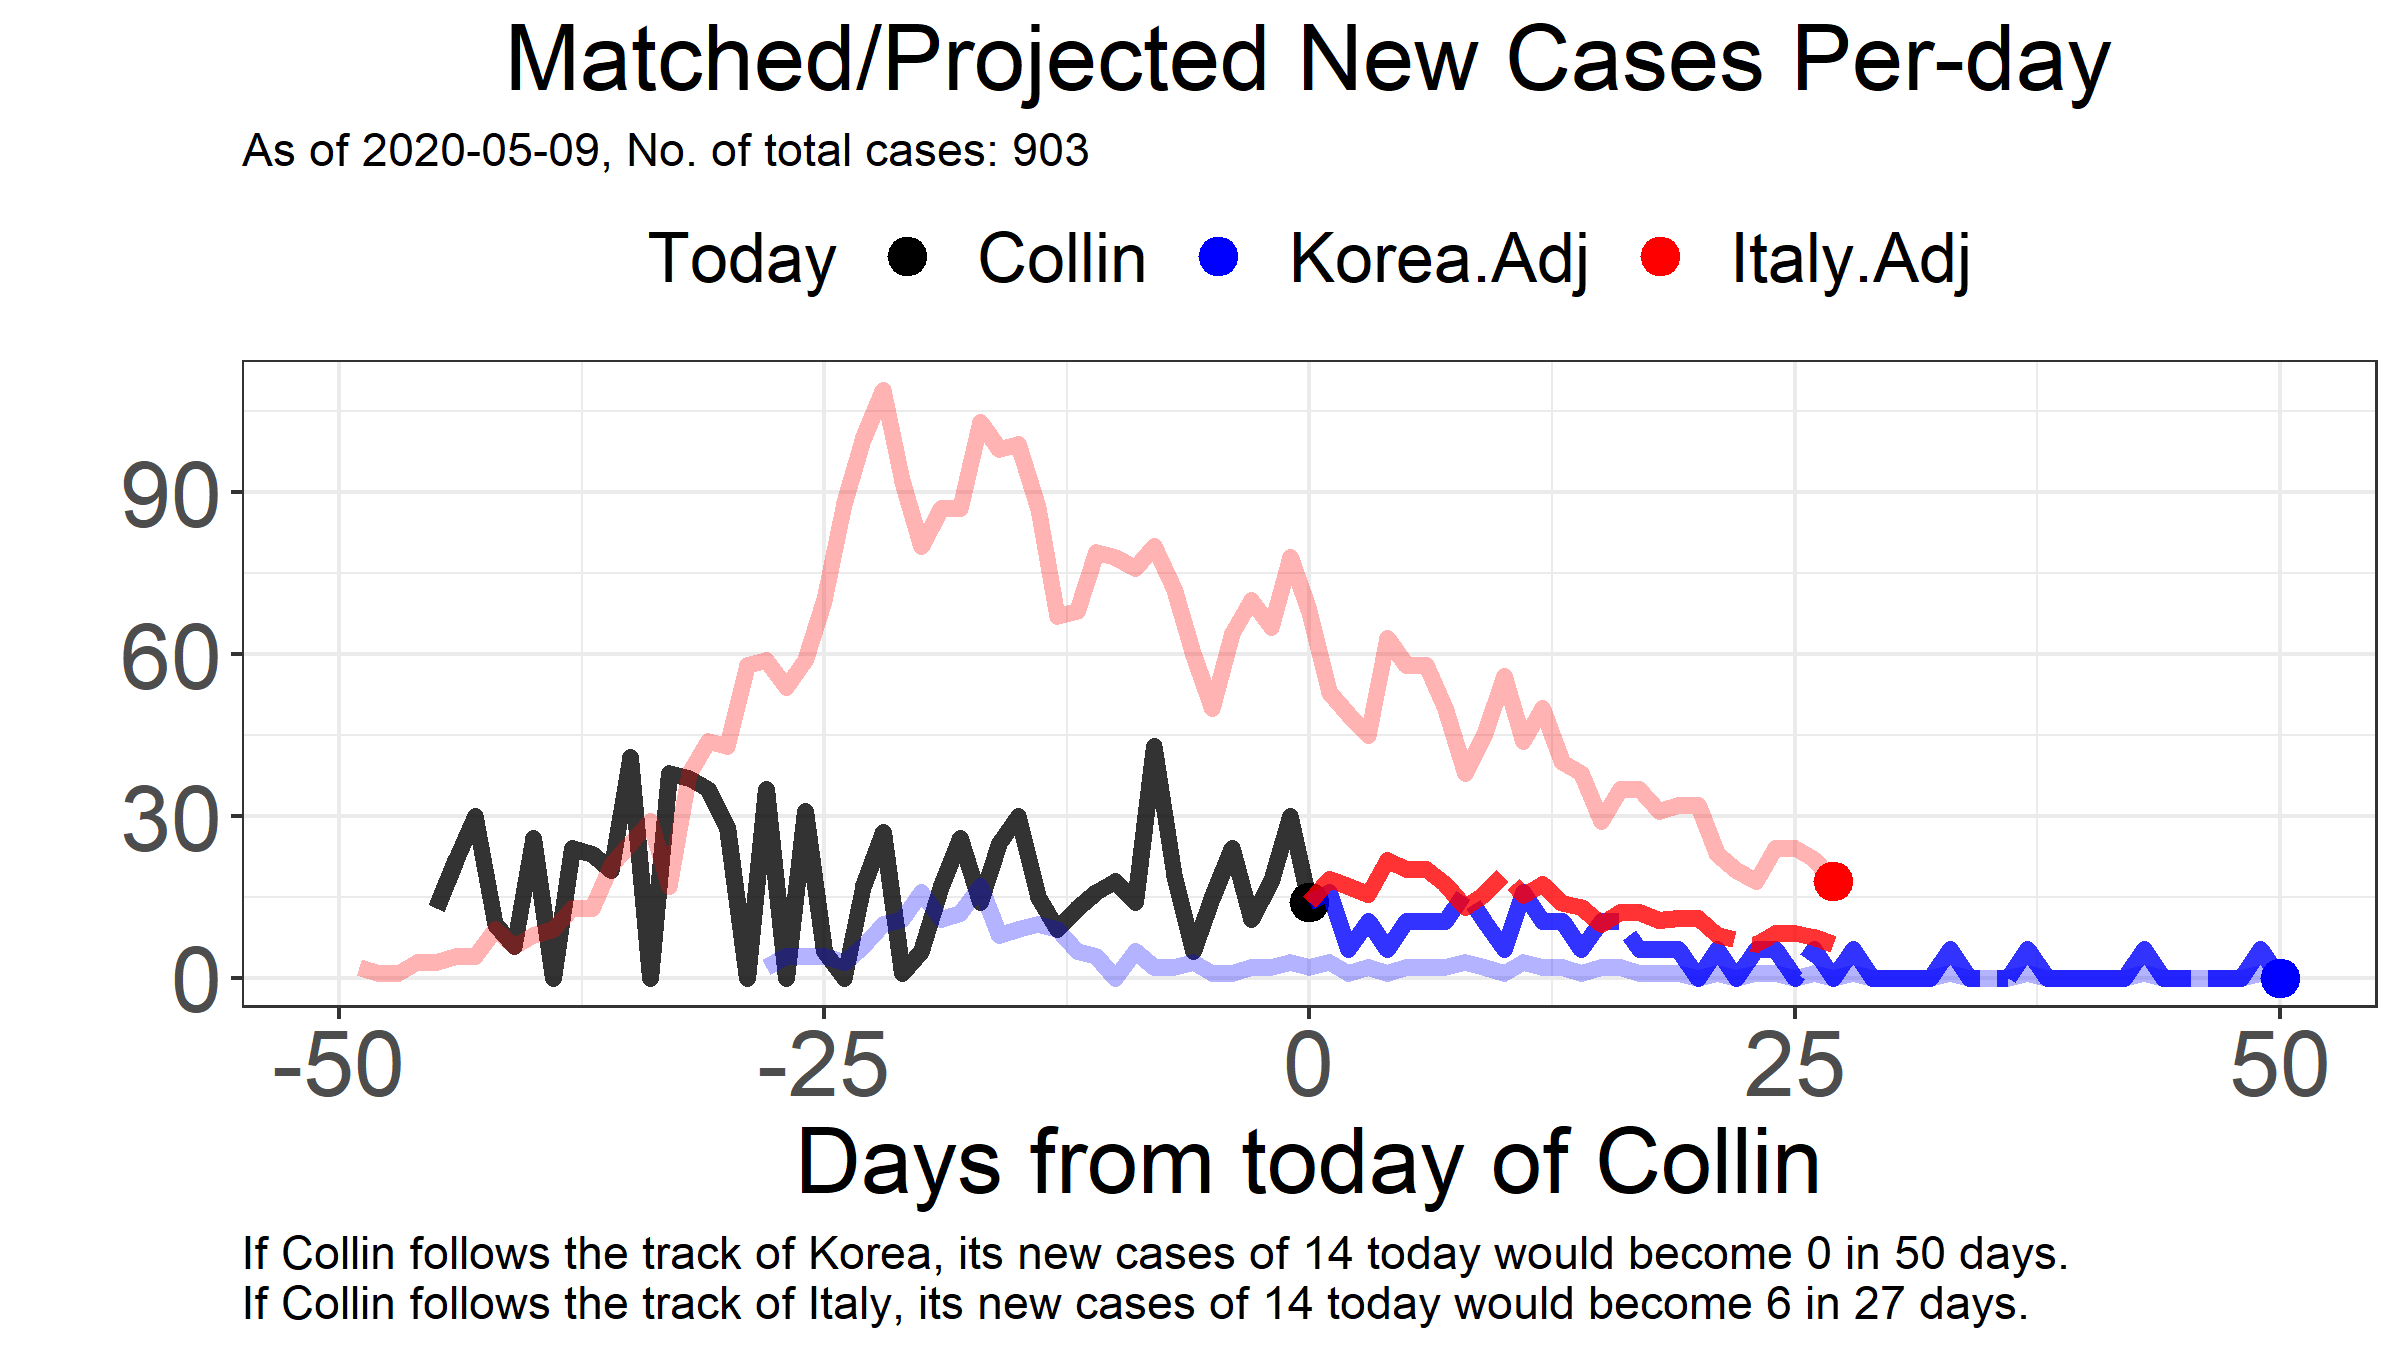 Matched/Projected New Cases Per-day
As of 2020-05-09, No. of total cases: 903
Today Collin Korea.Adj Italy.Adj
90
60
30
0
-50 -25 0 25 50
Days from today of Collin
If Collin follows the track of Korea, its new cases of 14 today would become 0 in 50 days.
If Collin follows the track of Italy, its new cases of 14 today would become 6 in 27 days.